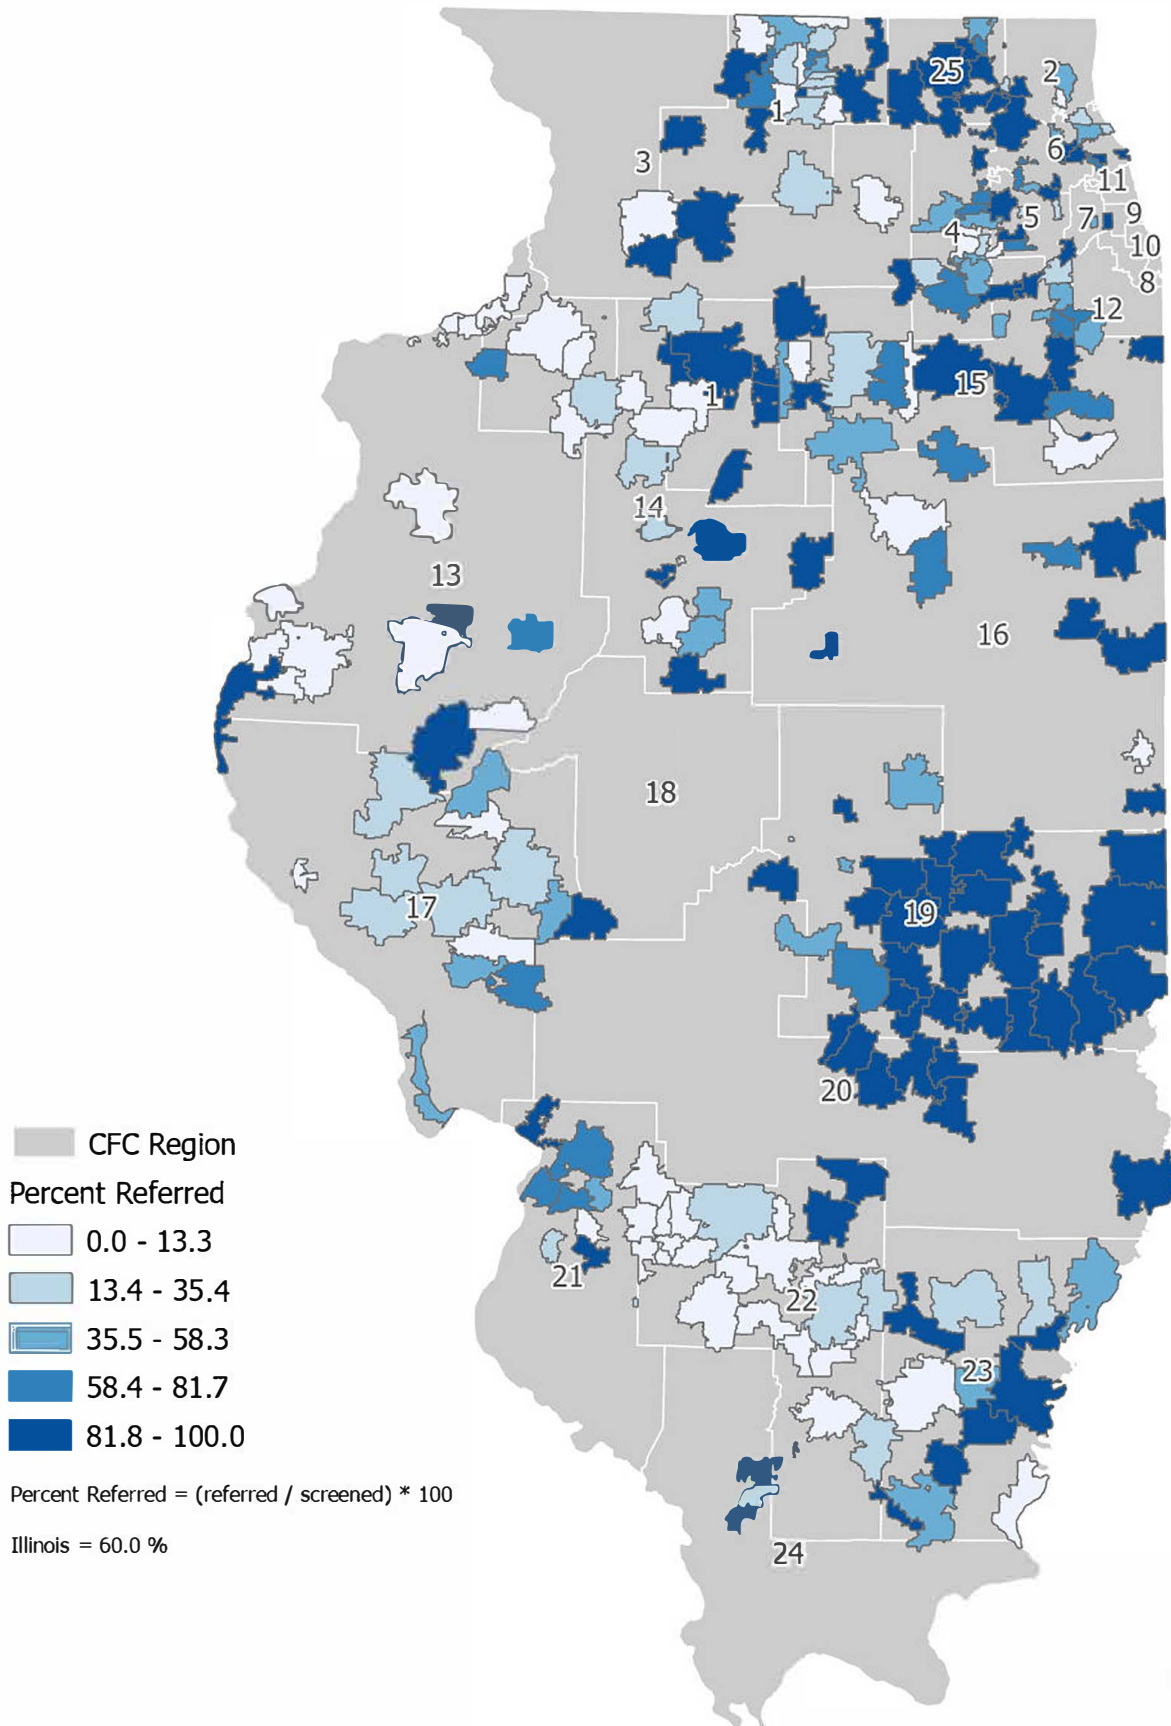 25
2
1
3
6
11
5
7
9
4
10
8
12
15
1
14
13
16
18
17
19
20
CFC Region
Percent Referred
0.0 - 13.3
13.4 - 35.4
35.5 - 58.3
58.4 - 81.7
81.8 - 100.0
21
22
23
Percent Referred = (referred / screened) * 100
Illinois = 60.0 %
24